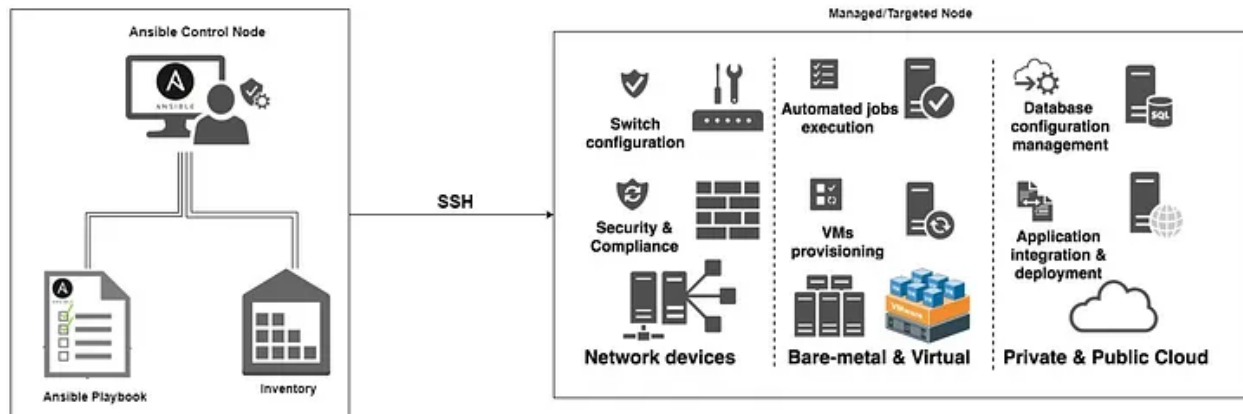 Managed/Targeted Node
Ansible Control Node
A
ANSIBLE
SSH
Ansible Playbook
Inventory
Switch
configuration
Security &
Compliance
Network devices
Automated jobs
execution
VMs
provisioning
VMware
Bare-metal & Virtual
Database
configuration
management
SQL
Application
integration &
deployment
Private & Public Cloud